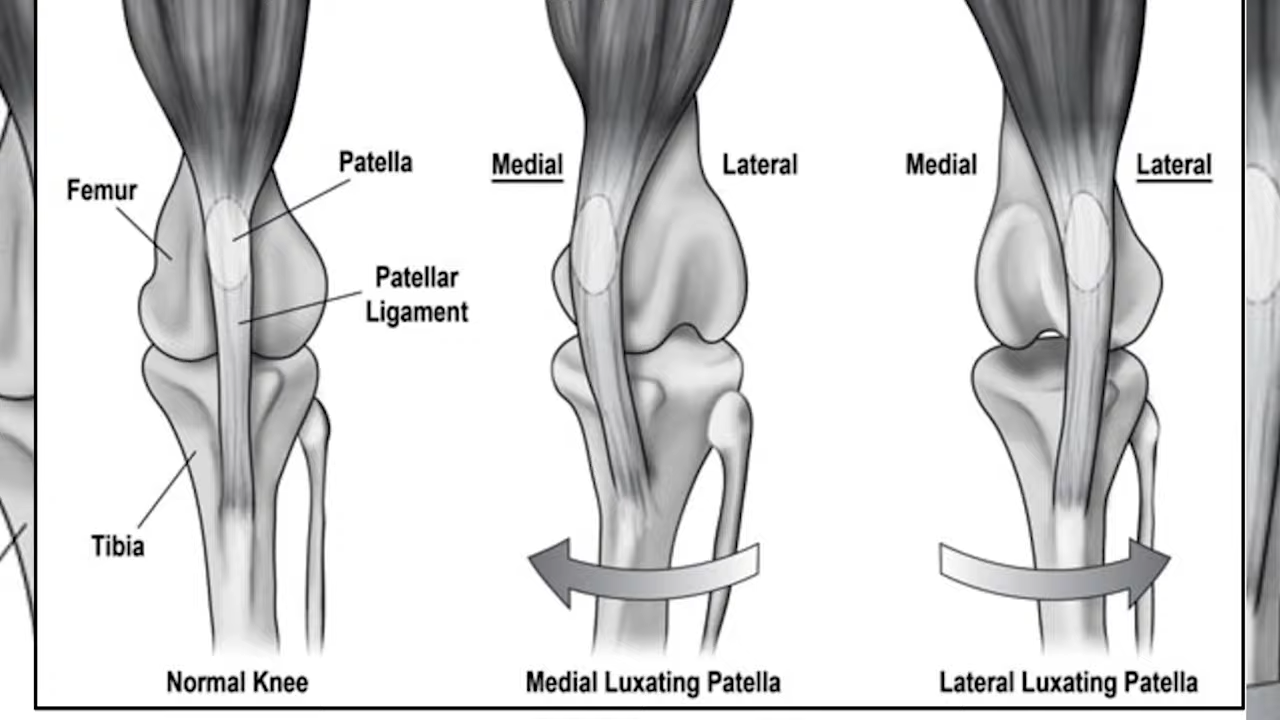 Patella
Femur
Patellar
Ligament
Tibia
Normal Knee
Medial
Lateral
Medial Luxating Patella
Medial
Lateral
Lateral Luxating Patella